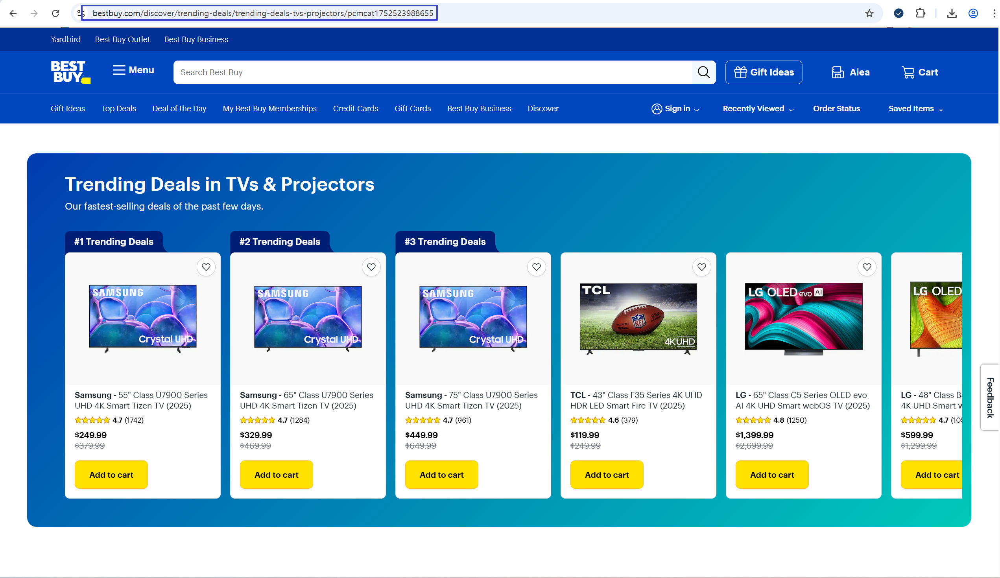 bestbuy.com/discover/trending-deals/trending-deals-tvs-projectors/pcmcat1752523988655
Yardbird Best Buy Outlet Best Buy Business
BEST BUY Menu Search Best Buy Gift Ideas Aiea Cart
Gift Ideas Top Deals Deal of the Day My Best Buy Memberships Credit Cards Gift Cards Best Buy Business Discover Sign in Recently Viewed Order Status Saved Items
Trending Deals in TVs & Projectors
Our fastest-selling deals of the past few days.
#1 Trending Deals
SAMSUNG
Crystal UHD
Samsung - 55" Class U7900 Series
UHD 4K Smart Tizen TV (2025)
4.7 (1742)
$249.99
$379.99
Add to cart
#2 Trending Deals
SAMSUNG
Crystal UHD
Samsung - 65" Class U7900 Series
UHD 4K Smart Tizen TV (2025)
4.7 (1284)
$329.99
$469.99
Add to cart
#3 Trending Deals
SAMSUNG
Crystal UHD
Samsung - 75" Class U7900 Series
UHD 4K Smart Tizen TV (2025)
4.7 (961)
$449.99
$649.99
Add to cart
TCL
NFL
4K UHD
TCL - 43" Class F35 Series 4K UHD
HDR LED Smart Fire TV (2025)
4.6 (379)
$119.99
$249.99
Add to cart
LG OLED evo AI
LG - 65" Class C5 Series OLED evo
AI 4K UHD Smart webOS TV (2025)
4.8 (1250)
$1,399.99
$2,699.99
Add to cart
LG OLED
LG - 48" Class
4K UHD Smart
4.7
$599.99
$1,299.99
Add to cart
Feedback